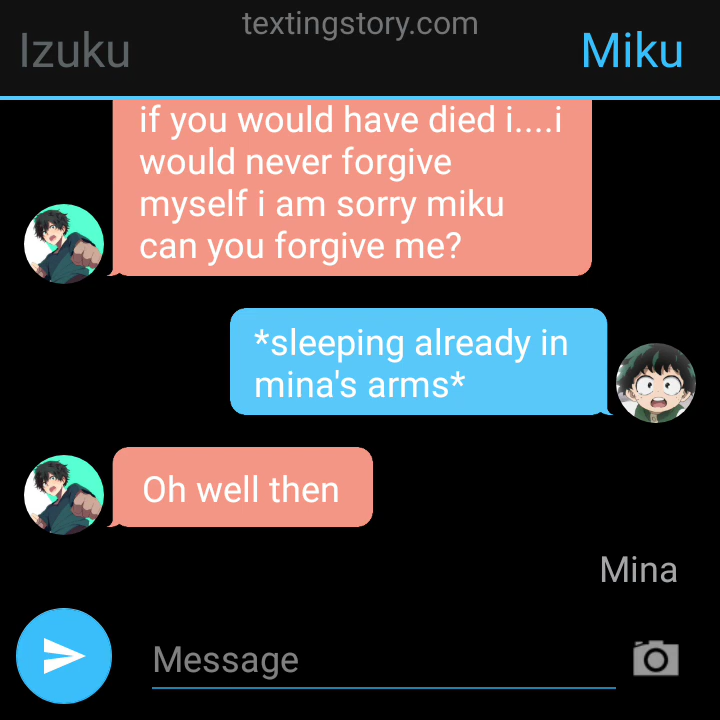 textingstory.com
Izuku
Miku
if you would have died i....i
would never forgive
myself i am sorry miku
can you forgive me?
*sleeping already in
mina's arms*
Oh well then
Mina
Message